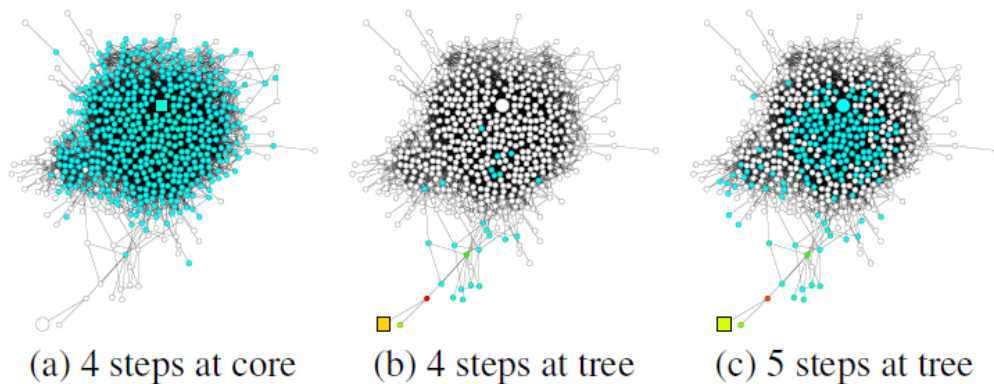 (a) 4 steps at core
(b) 4 steps at tree
(c) 5 steps at tree